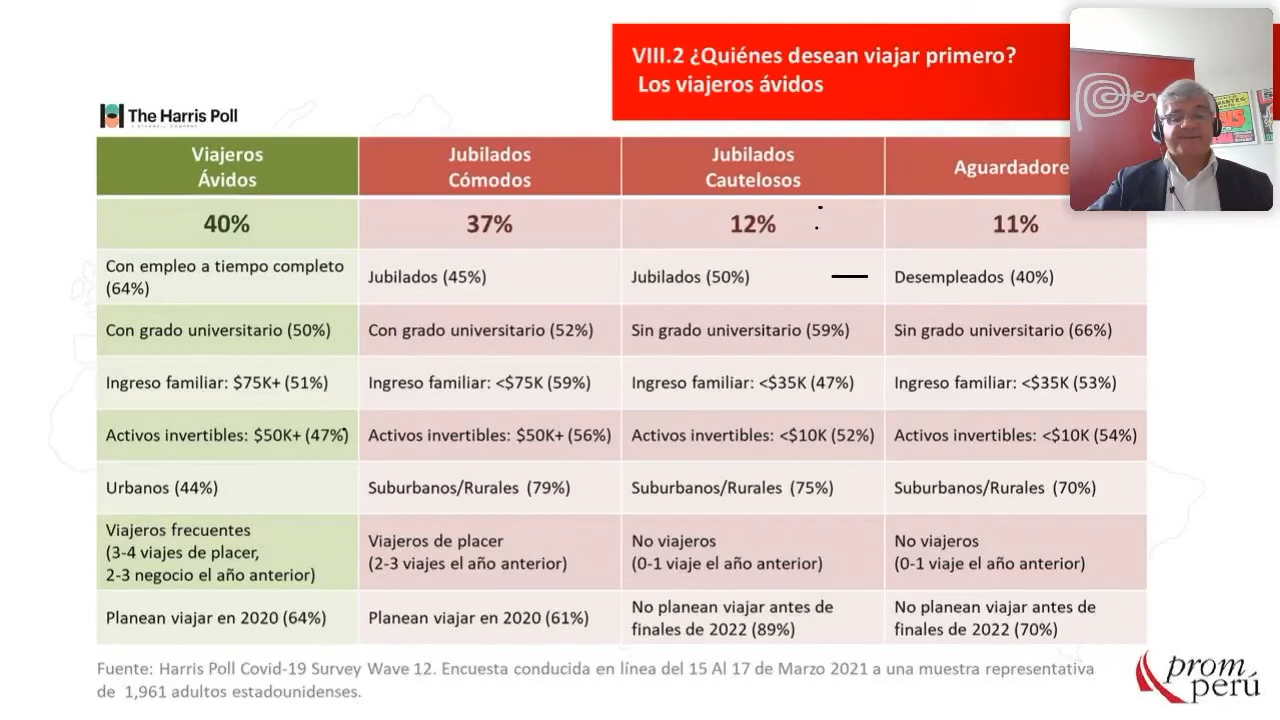 VIII.2 ¿Quiénes desean viajar primero?
Los viajeros ávidos
The Harris Poll
Viajeros
Ávidos
Jubilados
Cómodos
Jubilados
Cautelosos
Aguardadore
40%
37%
12%
11%
Con empleo a tiempo completo
(64%)
Jubilados (45%)
Jubilados (50%)
Desempleados (40%)
Con grado universitario (50%)
Con grado universitario (52%)
Sin grado universitario (59%)
Sin grado universitario (66%)
Ingreso familiar: $75K+ (51%)
Ingreso familiar: <$75K (59%)
Ingreso familiar: <$35K (47%)
Ingreso familiar: <$35K (53%)
Activos invertibles: $50K+ (47%)
Activos invertibles: $50K+ (56%)
Activos invertibles: <$10K (52%)
Activos invertibles: <$10K (54%)
Urbanos (44%)
Suburbanos/Rurales (79%)
Suburbanos/Rurales (75%)
Suburbanos/Rurales (70%)
Viajeros frecuentes
(3-4 viajes de placer,
2-3 negocio el año anterior)
Viajeros de placer
(2-3 viajes el año anterior)
No viajeros
(0-1 viaje el año anterior)
No viajeros
(0-1 viaje el año anterior)
Planean viajar en 2020 (64%)
Planean viajar en 2020 (61%)
No planean viajar antes de
finales de 2022 (89%)
No planean viajar antes de
finales de 2022 (70%)
Fuente: Harris Poll Covid-19 Survey Wave 12. Encuesta conducida en línea del 15 Al 17 de Marzo 2021 a una muestra representativa
de 1,961 adultos estadounidenses.
prom
perú